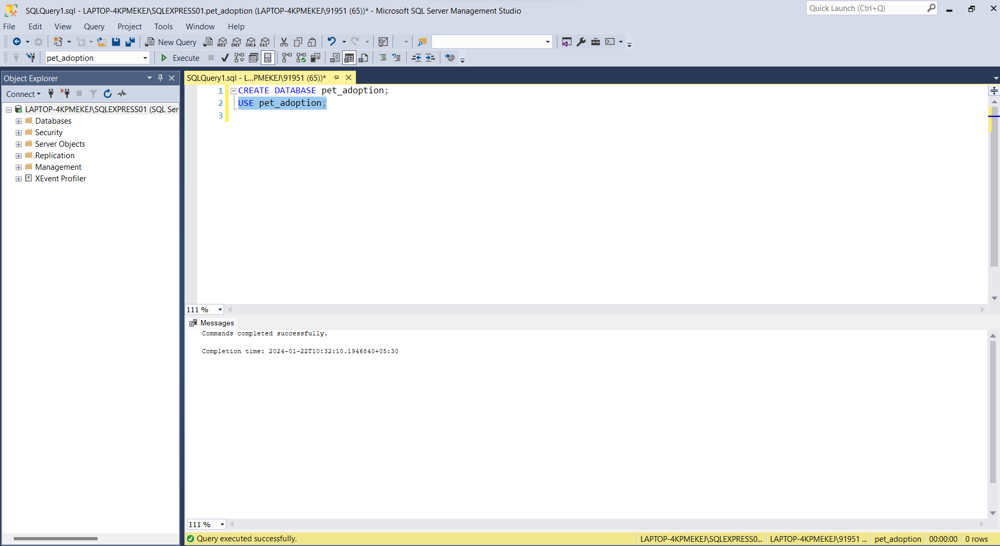 SQLQuery1.sql - LAPTOP-4KPMEKEJ\SQLEXPRESS01.pet_adoption (LAPTOP-4KPMEKEJ\91951 (65))* - Microsoft SQL Server Management Studio
Quick Launch (Ctrl+Q)
File Edit View Query Project Tools Window Help
New Query MDX DMX XMLA DAX
pet_adoption Execute
Object Explorer
SQLQuery1.sql - L...PMEKEJ\91951 (65))*
Connect
LAPTOP-4KPMEKEJ\SQLEXPRESS01 (SQL Ser
Databases
Security
Server Objects
Replication
Management
XEvent Profiler
1 CREATE DATABASE pet_adoption;
2 USE pet_adoption;
3
111 %
Messages
Commands completed successfully.
Completion time: 2024-01-22T10:32:10.1946840+05:30
111 %
Query executed successfully. LAPTOP-4KPMEKEJ\SQLEXPRESS0... LAPTOP-4KPMEKEJ\91951 ... pet_adoption 00:00:00 0 rows